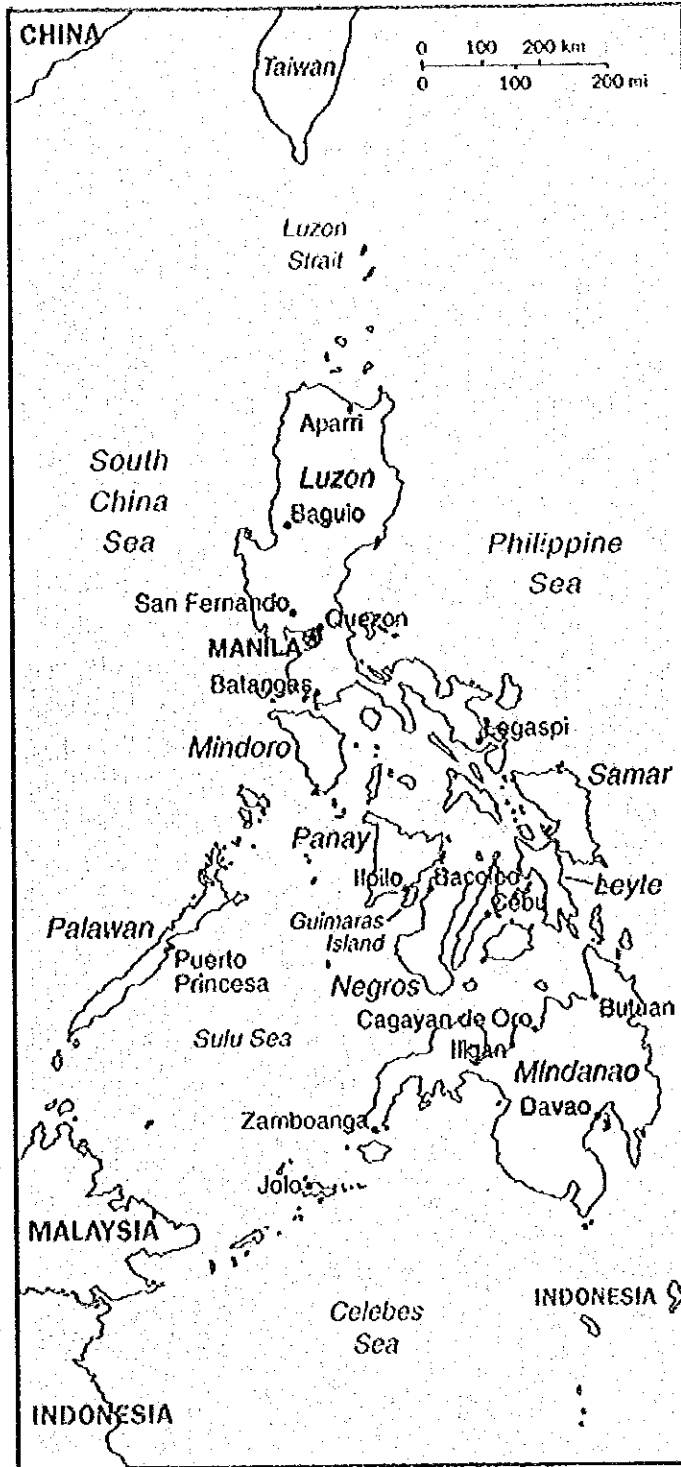 CHINA
Taiwan
0 100 200 km
0 100 200 mi
Luzon
Strait
Aparri
South
China
Sea
Luzon
Baguio
Philippine
Sea
San Fernando
Quezon
MANILA
Batangas
Legaspi
Mindoro
Samar
Panay
Iloilo
Bacolod
Leyle
Cebu
Guimaras
Island
Palawan
Puerto
Princesa
Negros
Sulu Sea
Cagayan de Oro
Butuan
Iligan
Mindanao
Davao
Zamboanga
Jolo
MALAYSIA
INDONESIA
Celebes
Sea
INDONESIA